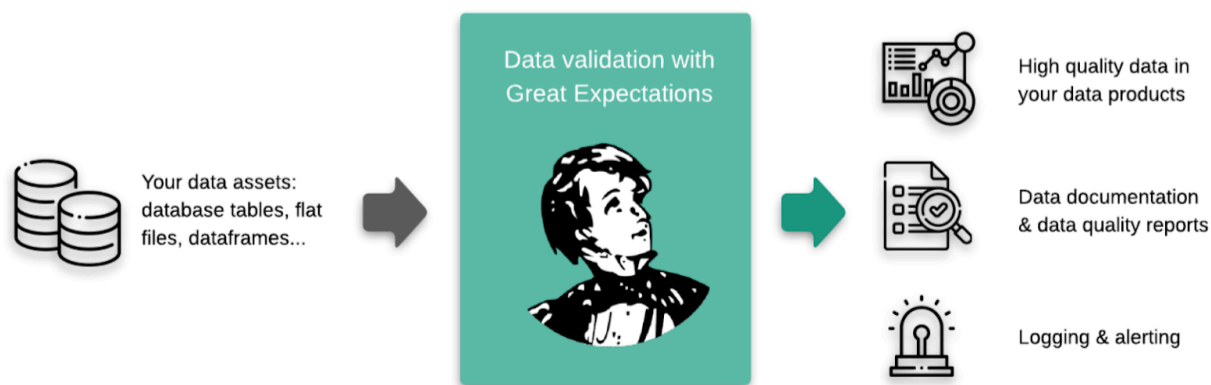 Your data assets:
database tables, flat
files, dataframes...
Data validation with
Great Expectations
High quality data in
your data products
Data documentation
& data quality reports
Logging & alerting